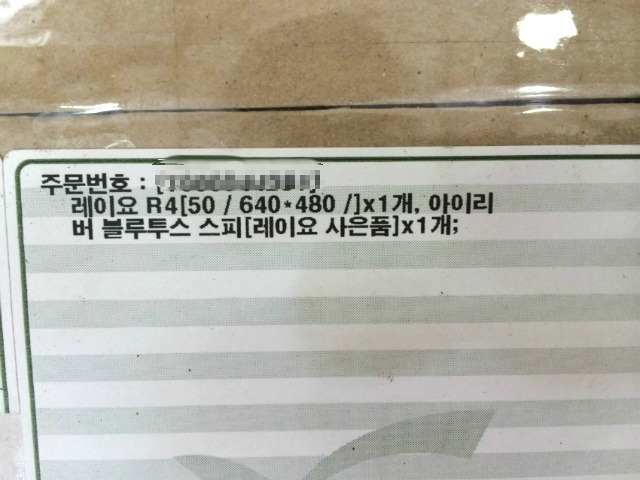 주문번호 : [
레이요 R4[50 / 640*480 /]x1개, 아이리
버 블루투스 스피[레이요 사은품]x1개;